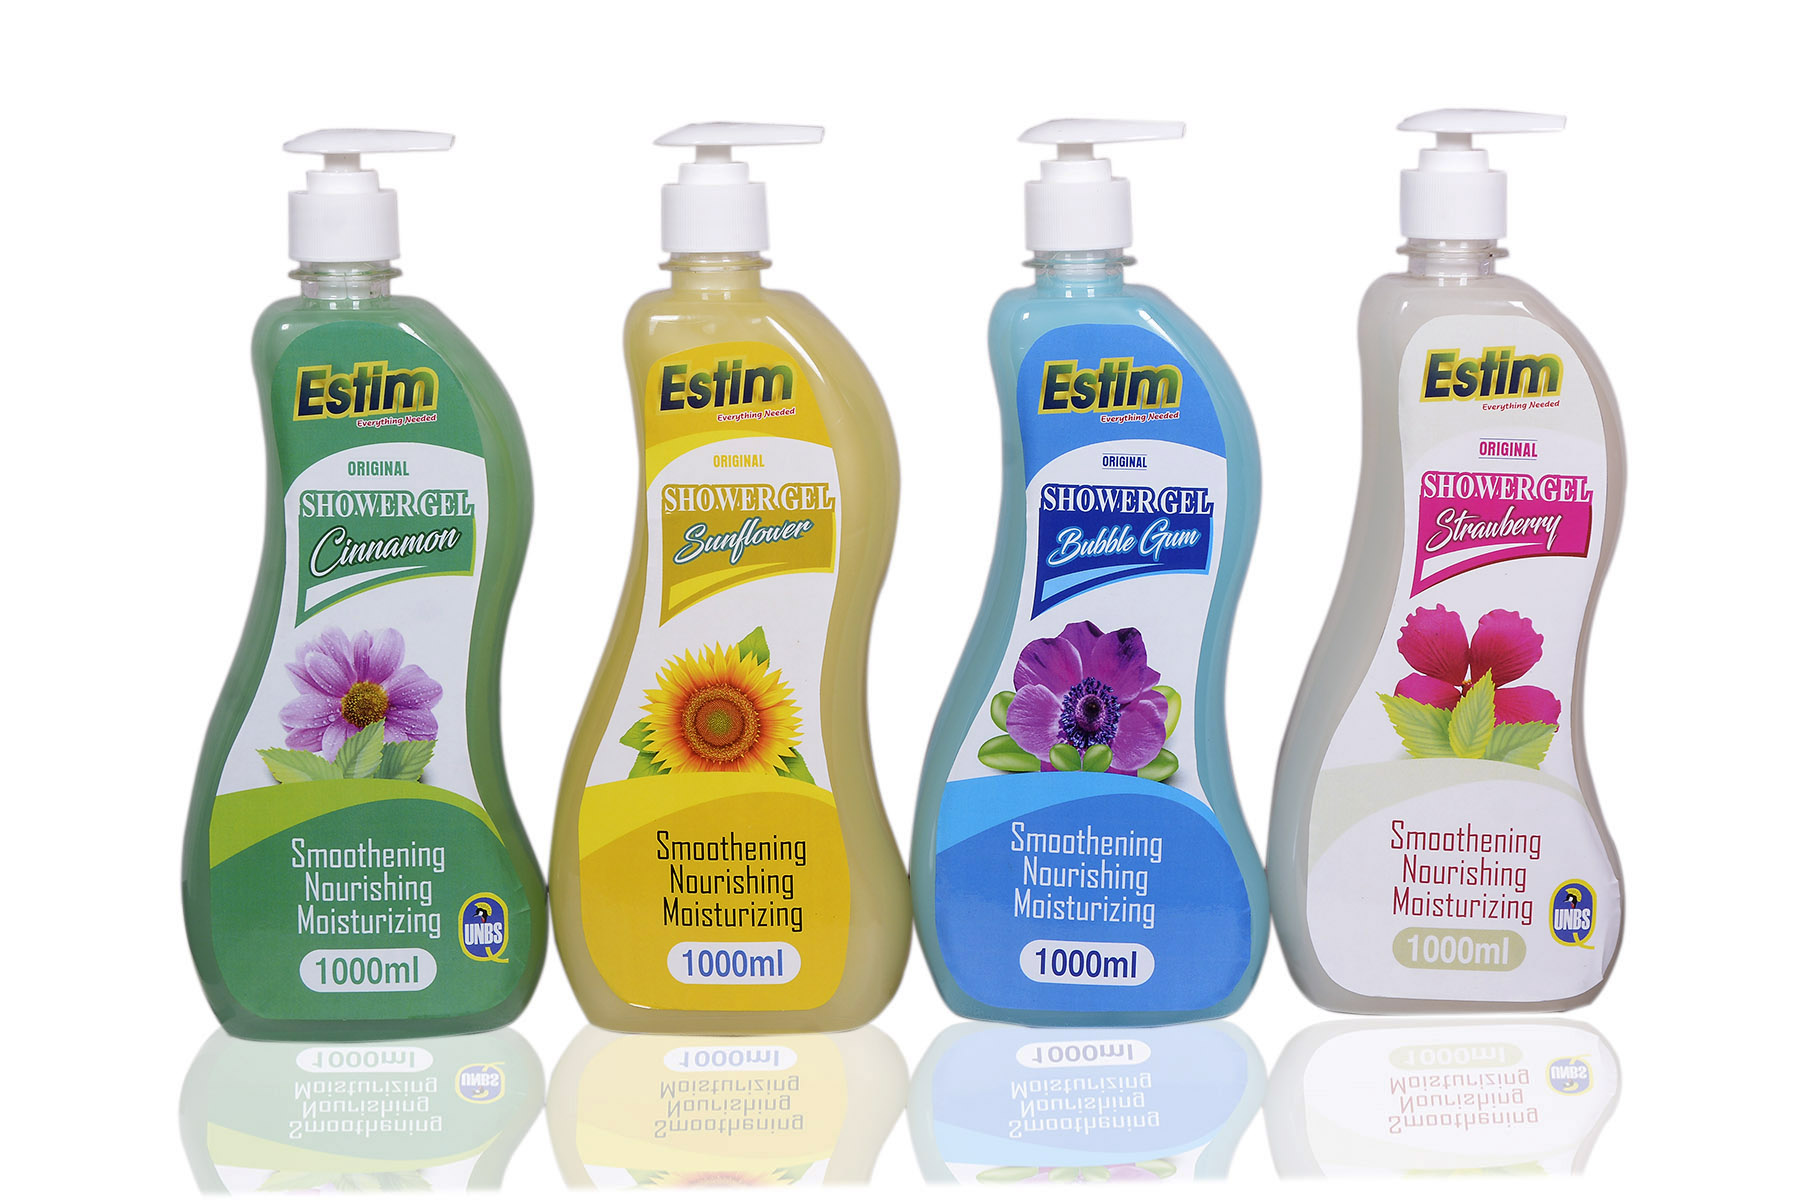 Estim
Everything Needed
ORIGINAL
SHOWER GEL
Cinnamon
Smoothening
Nourishing
Moisturizing
UNBS
Q
1000ml
Estim
Everything Needed
ORIGINAL
SHOWER GEL
Sunflower
Smoothening
Nourishing
Moisturizing
1000ml
Estim
Everything Needed
ORIGINAL
SHOWER GEL
Bubble Gum
Smoothening
Nourishing
Moisturizing
1000ml
Estim
Everything Needed
ORIGINAL
SHOWER GEL
Strawberry
Smoothening
Nourishing
Moisturizing
UNBS
Q
1000ml